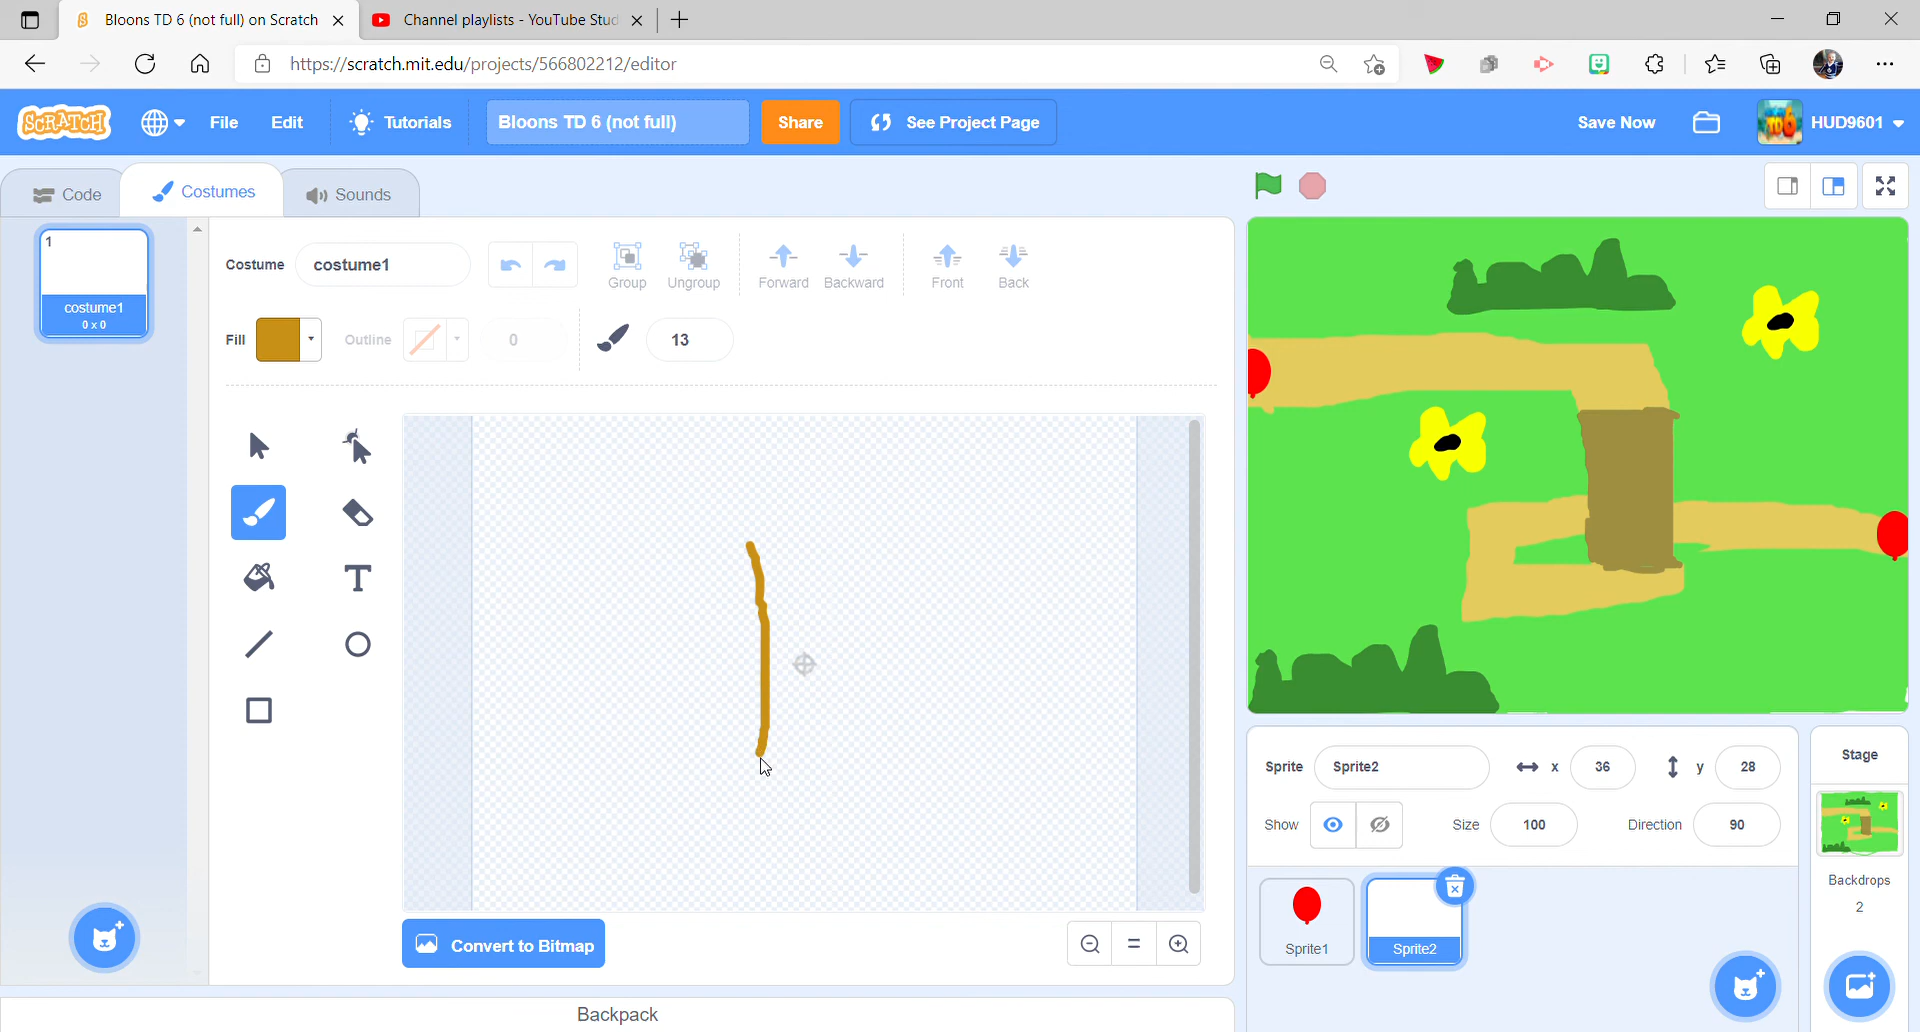 Bloons TD 6 (not full) on Scratch
Channel playlists - YouTube Stud
https://scratch.mit.edu/projects/566802212/editor
SCRATCH
File
Edit
Tutorials
Bloons TD 6 (not full)
Share
See Project Page
Save Now
TD6
HUD9601
Code
Costumes
Sounds
1
costume1
0 x 0
Costume
costume1
Group
Ungroup
Forward
Backward
Front
Back
Fill
Outline
0
13
T
Convert to Bitmap
Backpack
Sprite
Sprite2
x
36
y
28
Show
Size
100
Direction
90
Sprite1
Sprite2
Stage
Backdrops
2